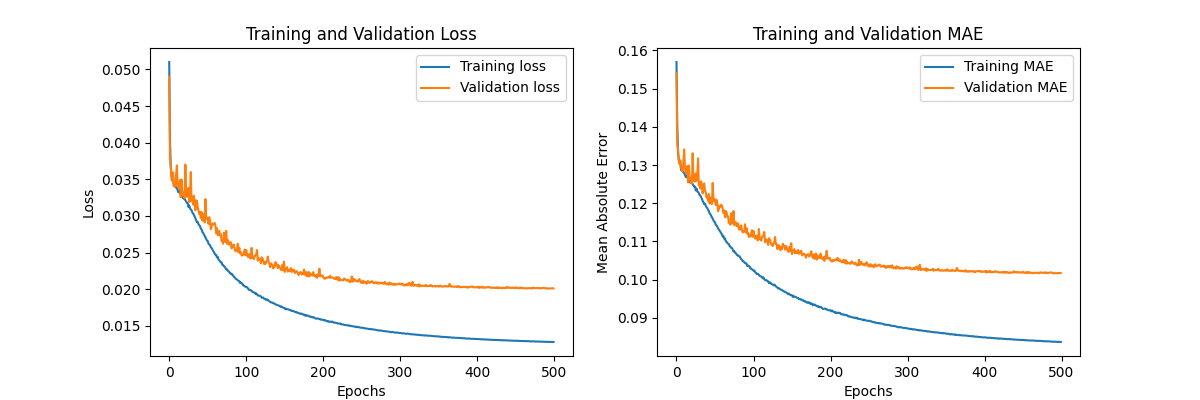 Training and Validation Loss
Training loss
Validation loss
0.050
0.045
0.040
0.035
0.030
0.025
0.020
0.015
Loss
0
100
200
300
400
500
Epochs
Training and Validation MAE
Training MAE
Validation MAE
0.16
0.15
0.14
0.13
0.12
0.11
0.10
0.09
Mean Absolute Error
0
100
200
300
400
500
Epochs